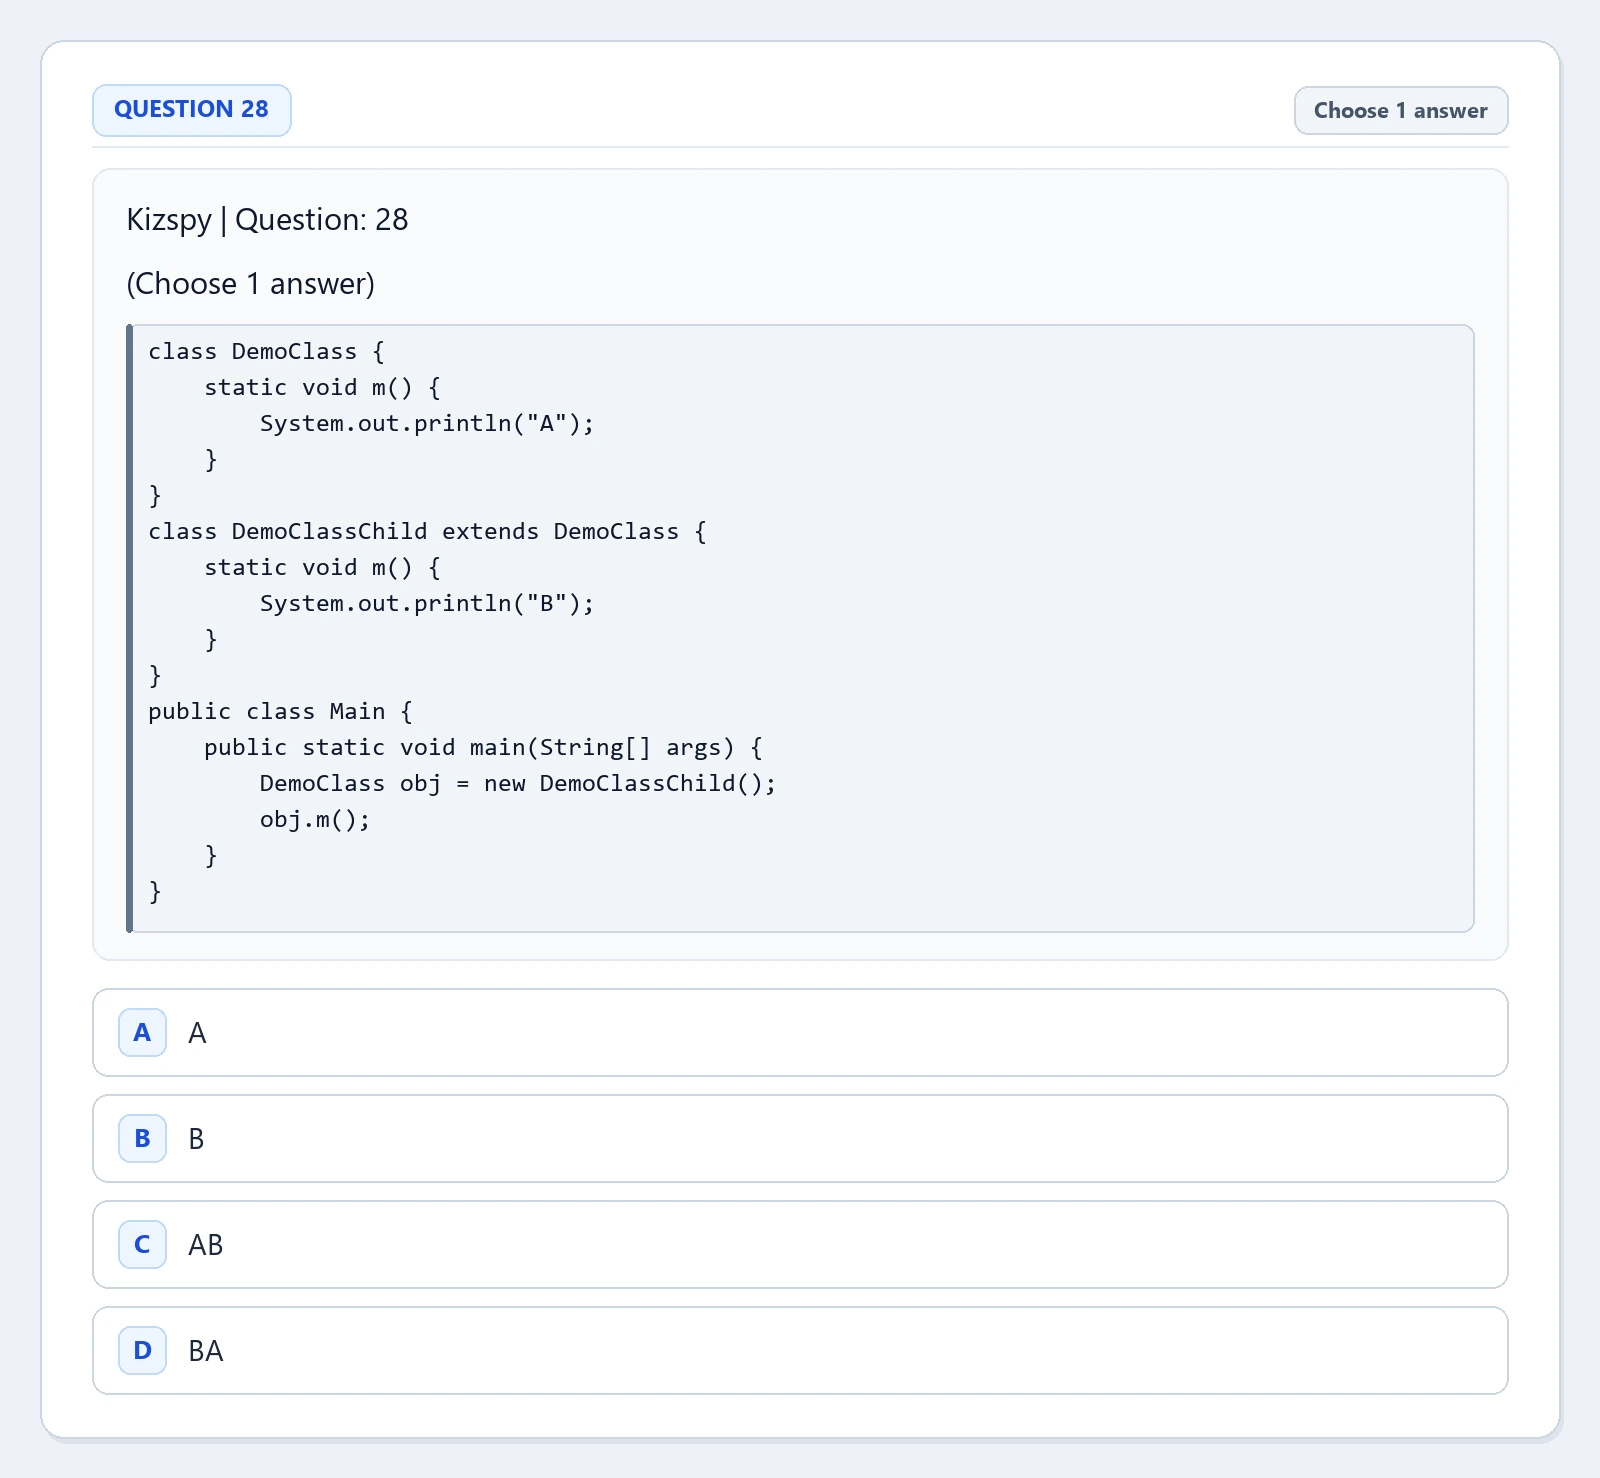 QUESTION 28
Choose 1 answer
Kizspy | Question: 28
(Choose 1 answer)
class DemoClass {
    static void m() {
        System.out.println("A");
    }
}
class DemoClassChild extends DemoClass {
    static void m() {
        System.out.println("B");
    }
}
public class Main {
    public static void main(String[] args) {
        DemoClass obj = new DemoClassChild();
        obj.m();
    }
}
A A
B B
C AB
D BA